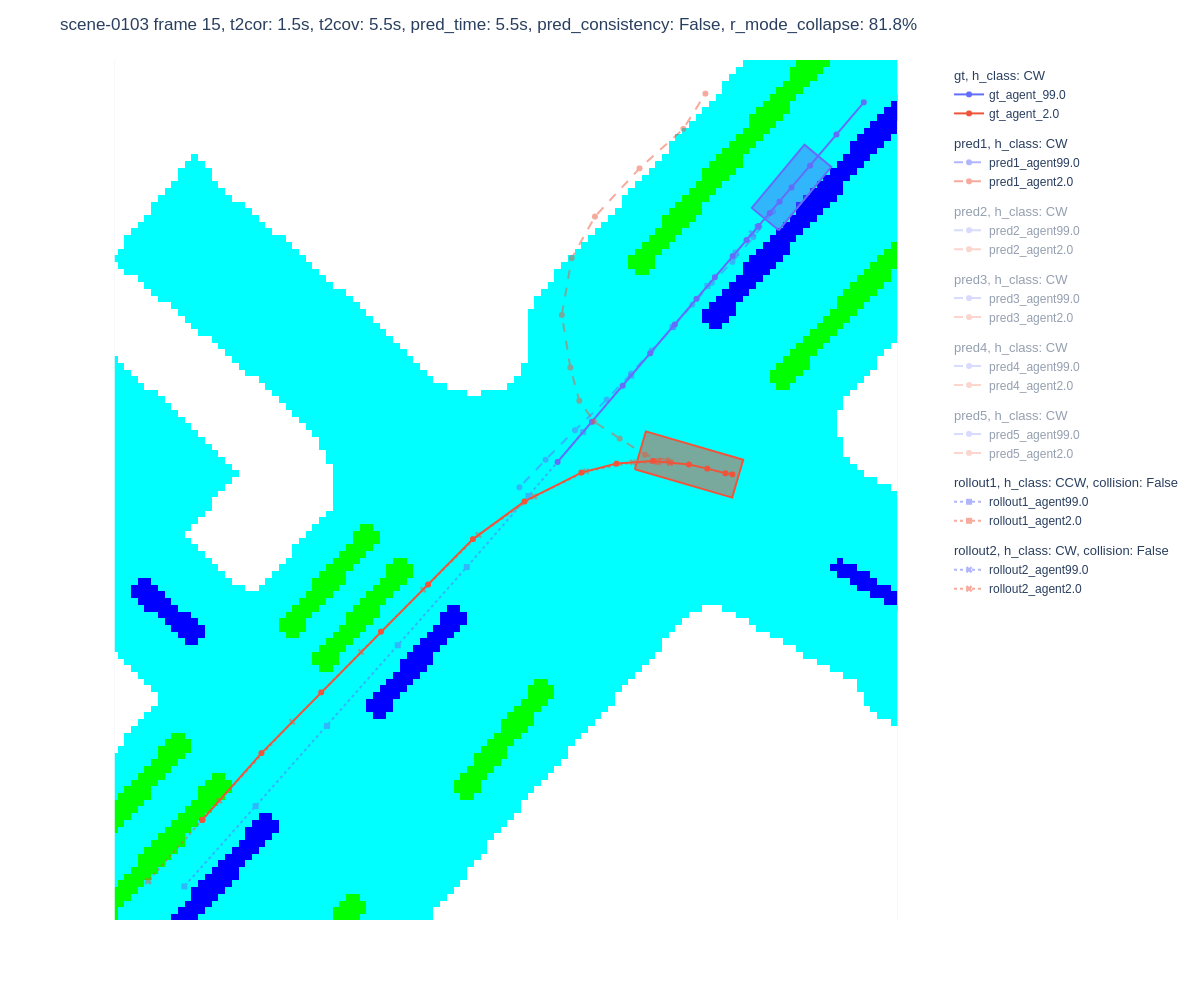 scene-0103 frame 15, t2cor: 1.5s, t2cov: 5.5s, pred_time: 5.5s, pred_consistency: False, r_mode_collapse: 81.8%
gt, h_class: CW
gt_agent_99.0
gt_agent_2.0
pred1, h_class: CW
pred1_agent99.0
pred1_agent2.0
pred2, h_class: CW
pred2_agent99.0
pred2_agent2.0
pred3, h_class: CW
pred3_agent99.0
pred3_agent2.0
pred4, h_class: CW
pred4_agent99.0
pred4_agent2.0
pred5, h_class: CW
pred5_agent99.0
pred5_agent2.0
rollout1, h_class: CCW, collision: False
rollout1_agent99.0
rollout1_agent2.0
rollout2, h_class: CW, collision: False
rollout2_agent99.0
rollout2_agent2.0